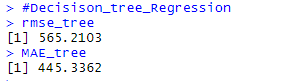 > #Decisison_tree_Regression
> rmse_tree
[1] 565.2103
> MAE_tree
[1] 445.3362